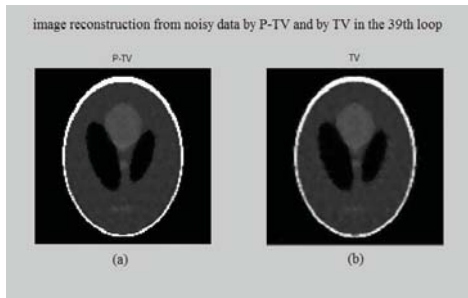 image reconstruction from noisy data by P-TV and by TV in the 39th loop
P-TV
TV
(a)
(b)